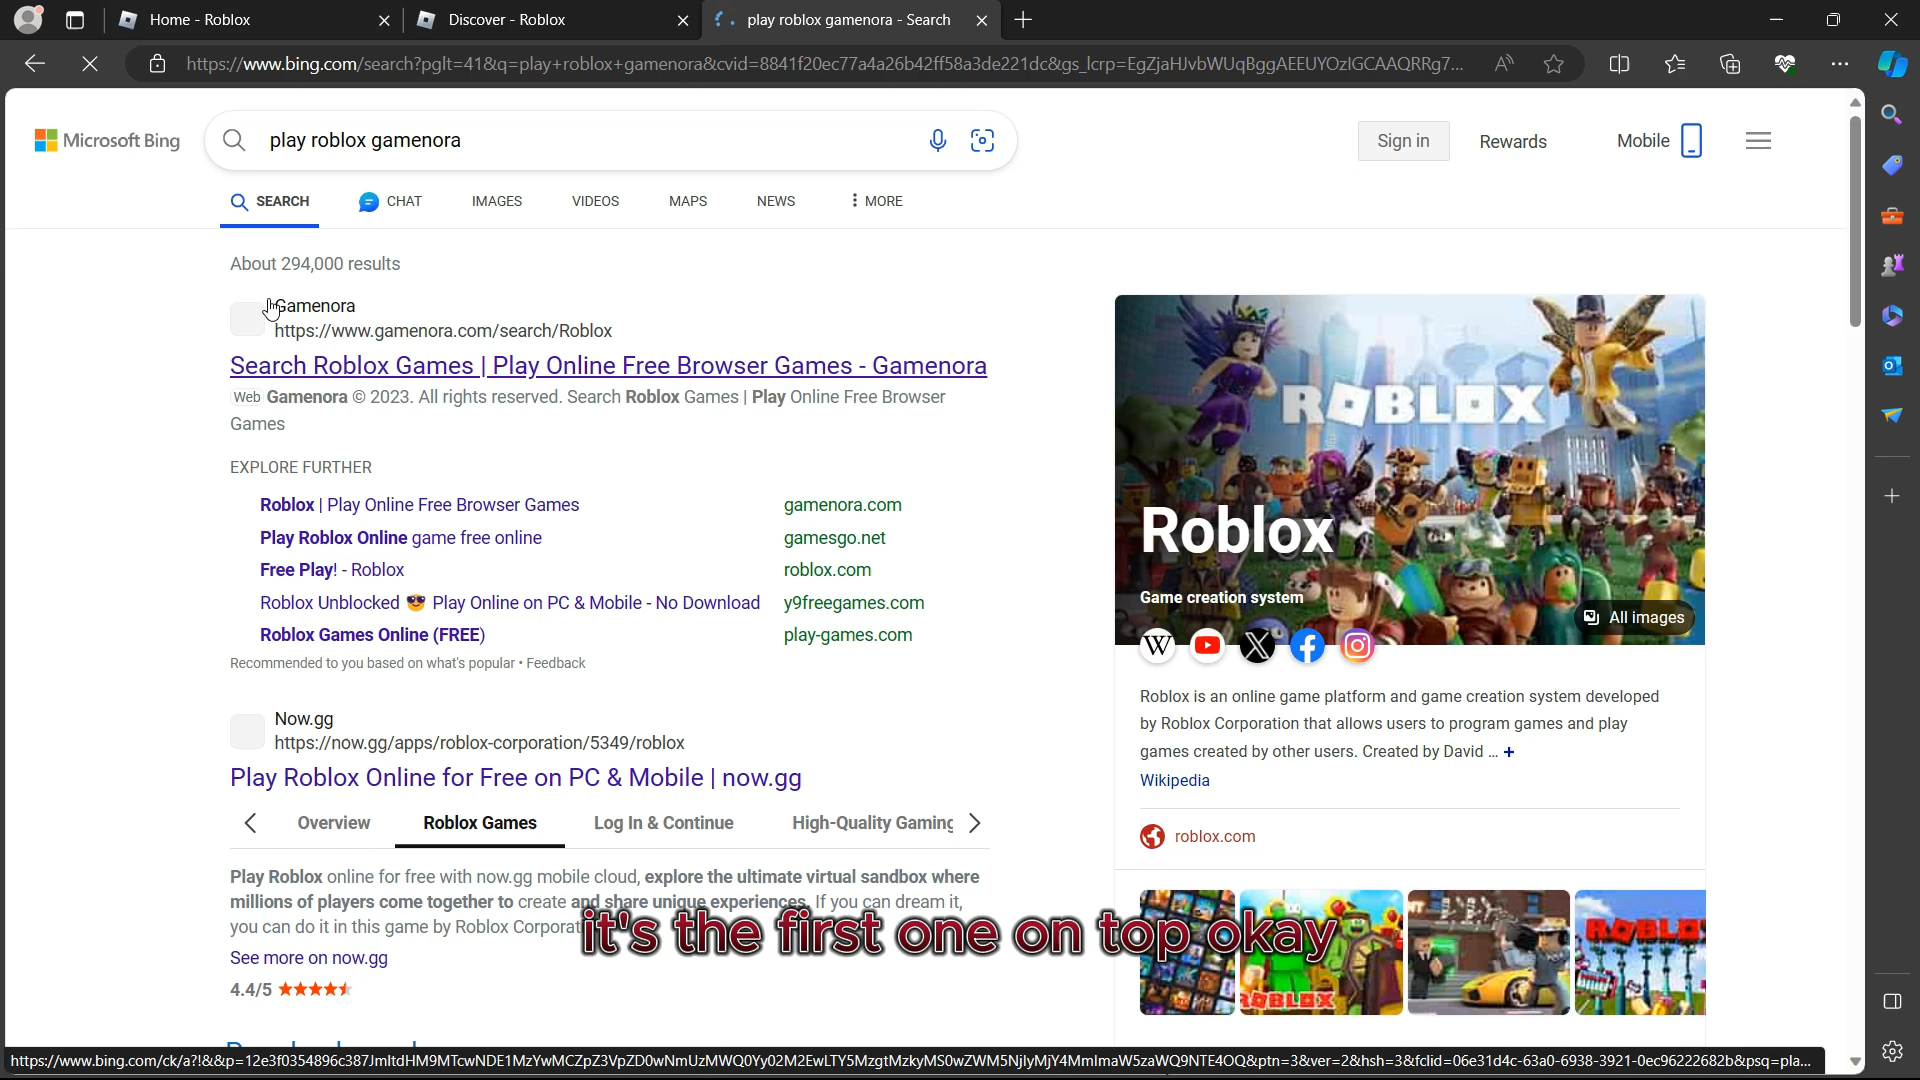 Home - Roblox
Discover - Roblox
play roblox gamenora - Search
https://www.bing.com/search?pglt=41&q=play+roblox+gamenora&cvid=8841f20ec77a4a26b42ff58a3de221dc&gs_lcrp=EgZjaHJvbWUqBggAEEUYOzIGCAAQRRg7...
Microsoft Bing
play roblox gamenora
Sign in
Rewards
Mobile
SEARCH
CHAT
IMAGES
VIDEOS
MAPS
NEWS
MORE
About 294,000 results
Gamenora
https://www.gamenora.com/search/Roblox
Search Roblox Games | Play Online Free Browser Games - Gamenora
Web Gamenora © 2023. All rights reserved. Search Roblox Games | Play Online Free Browser
Games
EXPLORE FURTHER
Roblox | Play Online Free Browser Games gamenora.com
Play Roblox Online game free online gamesgo.net
Free Play! - Roblox roblox.com
Roblox Unblocked 😎 Play Online on PC & Mobile - No Download y9freegames.com
Roblox Games Online (FREE) play-games.com
Recommended to you based on what's popular • Feedback
Now.gg
https://now.gg/apps/roblox-corporation/5349/roblox
Play Roblox Online for Free on PC & Mobile | now.gg
Overview
Roblox Games
Log In & Continue
High-Quality Gaming
Play Roblox online for free with now.gg mobile cloud, explore the ultimate virtual sandbox where
millions of players come together to create and share unique experiences. If you can dream it,
you can do it in this game by Roblox Corporat
See more on now.gg
4.4/5
ROBLOX
Roblox
Game creation system
All images
W
Roblox is an online game platform and game creation system developed
by Roblox Corporation that allows users to program games and play
games created by other users. Created by David ... +
Wikipedia
roblox.com
ROBLOX
ROBLO
it's the first one on top okay